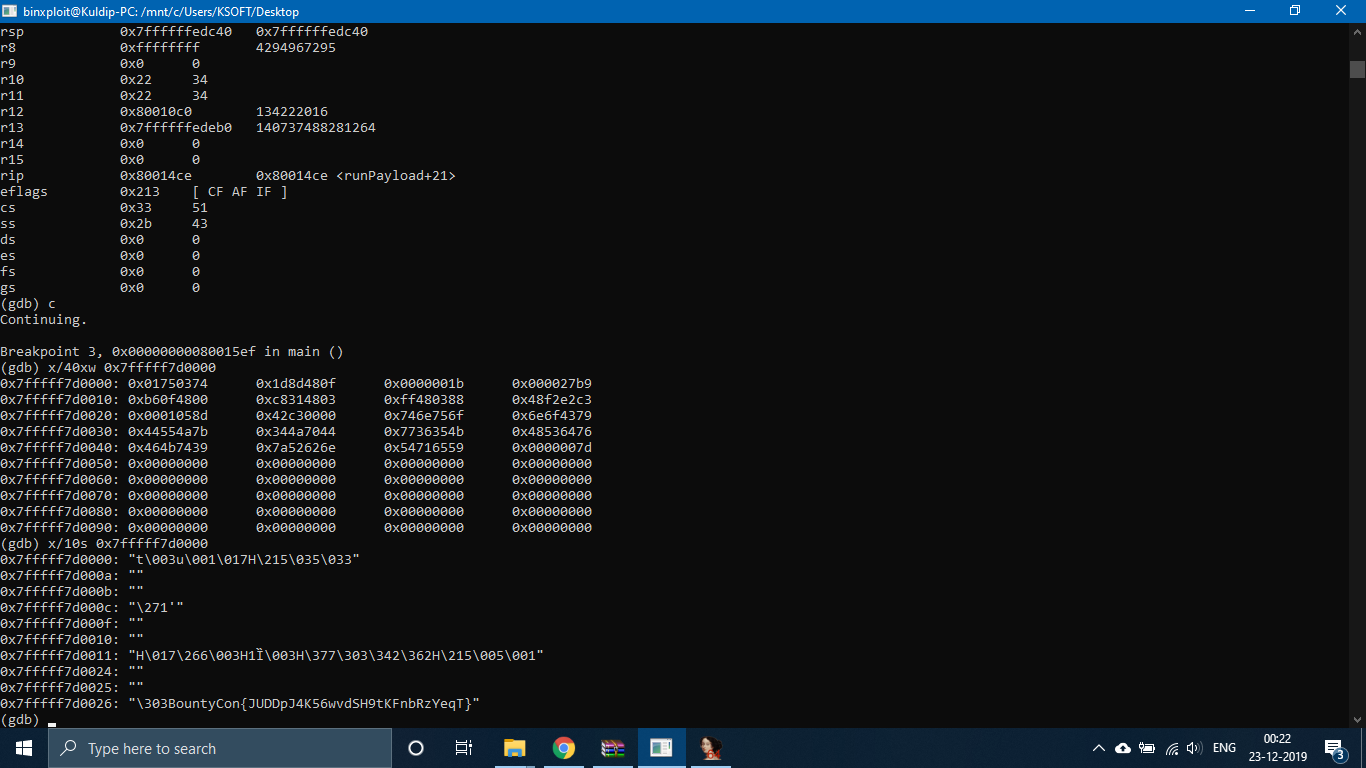 binxploit@Kuldip-PC: /mnt/c/Users/KSOFT/Desktop
rsp 0x7ffffffedc40 0x7ffffffedc40
r8 0xffffffff 4294967295
r9 0x0 0
r10 0x22 34
r11 0x22 34
r12 0x80010c0 134222016
r13 0x7ffffffedeb0 140737488281264
r14 0x0 0
r15 0x0 0
rip 0x80014ce 0x80014ce <runPayload+21>
eflags 0x213 [ CF AF IF ]
cs 0x33 51
ss 0x2b 43
ds 0x0 0
es 0x0 0
fs 0x0 0
gs 0x0 0
(gdb) c
Continuing.
Breakpoint 3, 0x00000000080015ef in main ()
(gdb) x/40xw 0x7fffff7d0000
0x7fffff7d0000: 0x01750374 0x1d8d480f 0x0000001b 0x000027b9
0x7fffff7d0010: 0xb60f4800 0xc8314803 0xff480388 0x48f2e2c3
0x7fffff7d0020: 0x0001058d 0x42c30000 0x746e756f 0x6e6f4379
0x7fffff7d0030: 0x44554a7b 0x344a7044 0x7736354b 0x48536476
0x7fffff7d0040: 0x464b7439 0x7a52626e 0x54716559 0x0000007d
0x7fffff7d0050: 0x00000000 0x00000000 0x00000000 0x00000000
0x7fffff7d0060: 0x00000000 0x00000000 0x00000000 0x00000000
0x7fffff7d0070: 0x00000000 0x00000000 0x00000000 0x00000000
0x7fffff7d0080: 0x00000000 0x00000000 0x00000000 0x00000000
0x7fffff7d0090: 0x00000000 0x00000000 0x00000000 0x00000000
(gdb) x/10s 0x7fffff7d0000
0x7fffff7d0000: "t\003u\001\017H\215\035\033"
0x7fffff7d000a: ""
0x7fffff7d000b: ""
0x7fffff7d000c: "\271'"
0x7fffff7d000f: ""
0x7fffff7d0010: ""
0x7fffff7d0011: "H\017\266\003H1Ȉ\003H\377\303\342\362H\215\005\001"
0x7fffff7d0024: ""
0x7fffff7d0025: ""
0x7fffff7d0026: "\303BountyCon{JUDDpJ4K56wvdSH9tKFnbRzYeqT}"
(gdb)
Type here to search
ENG
00:22
23-12-2019
3